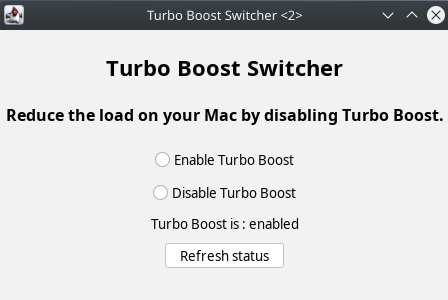 Turbo Boost Switcher <2>
Turbo Boost Switcher
Reduce the load on your Mac by disabling Turbo Boost.
Enable Turbo Boost
Disable Turbo Boost
Turbo Boost is : enabled
Refresh status